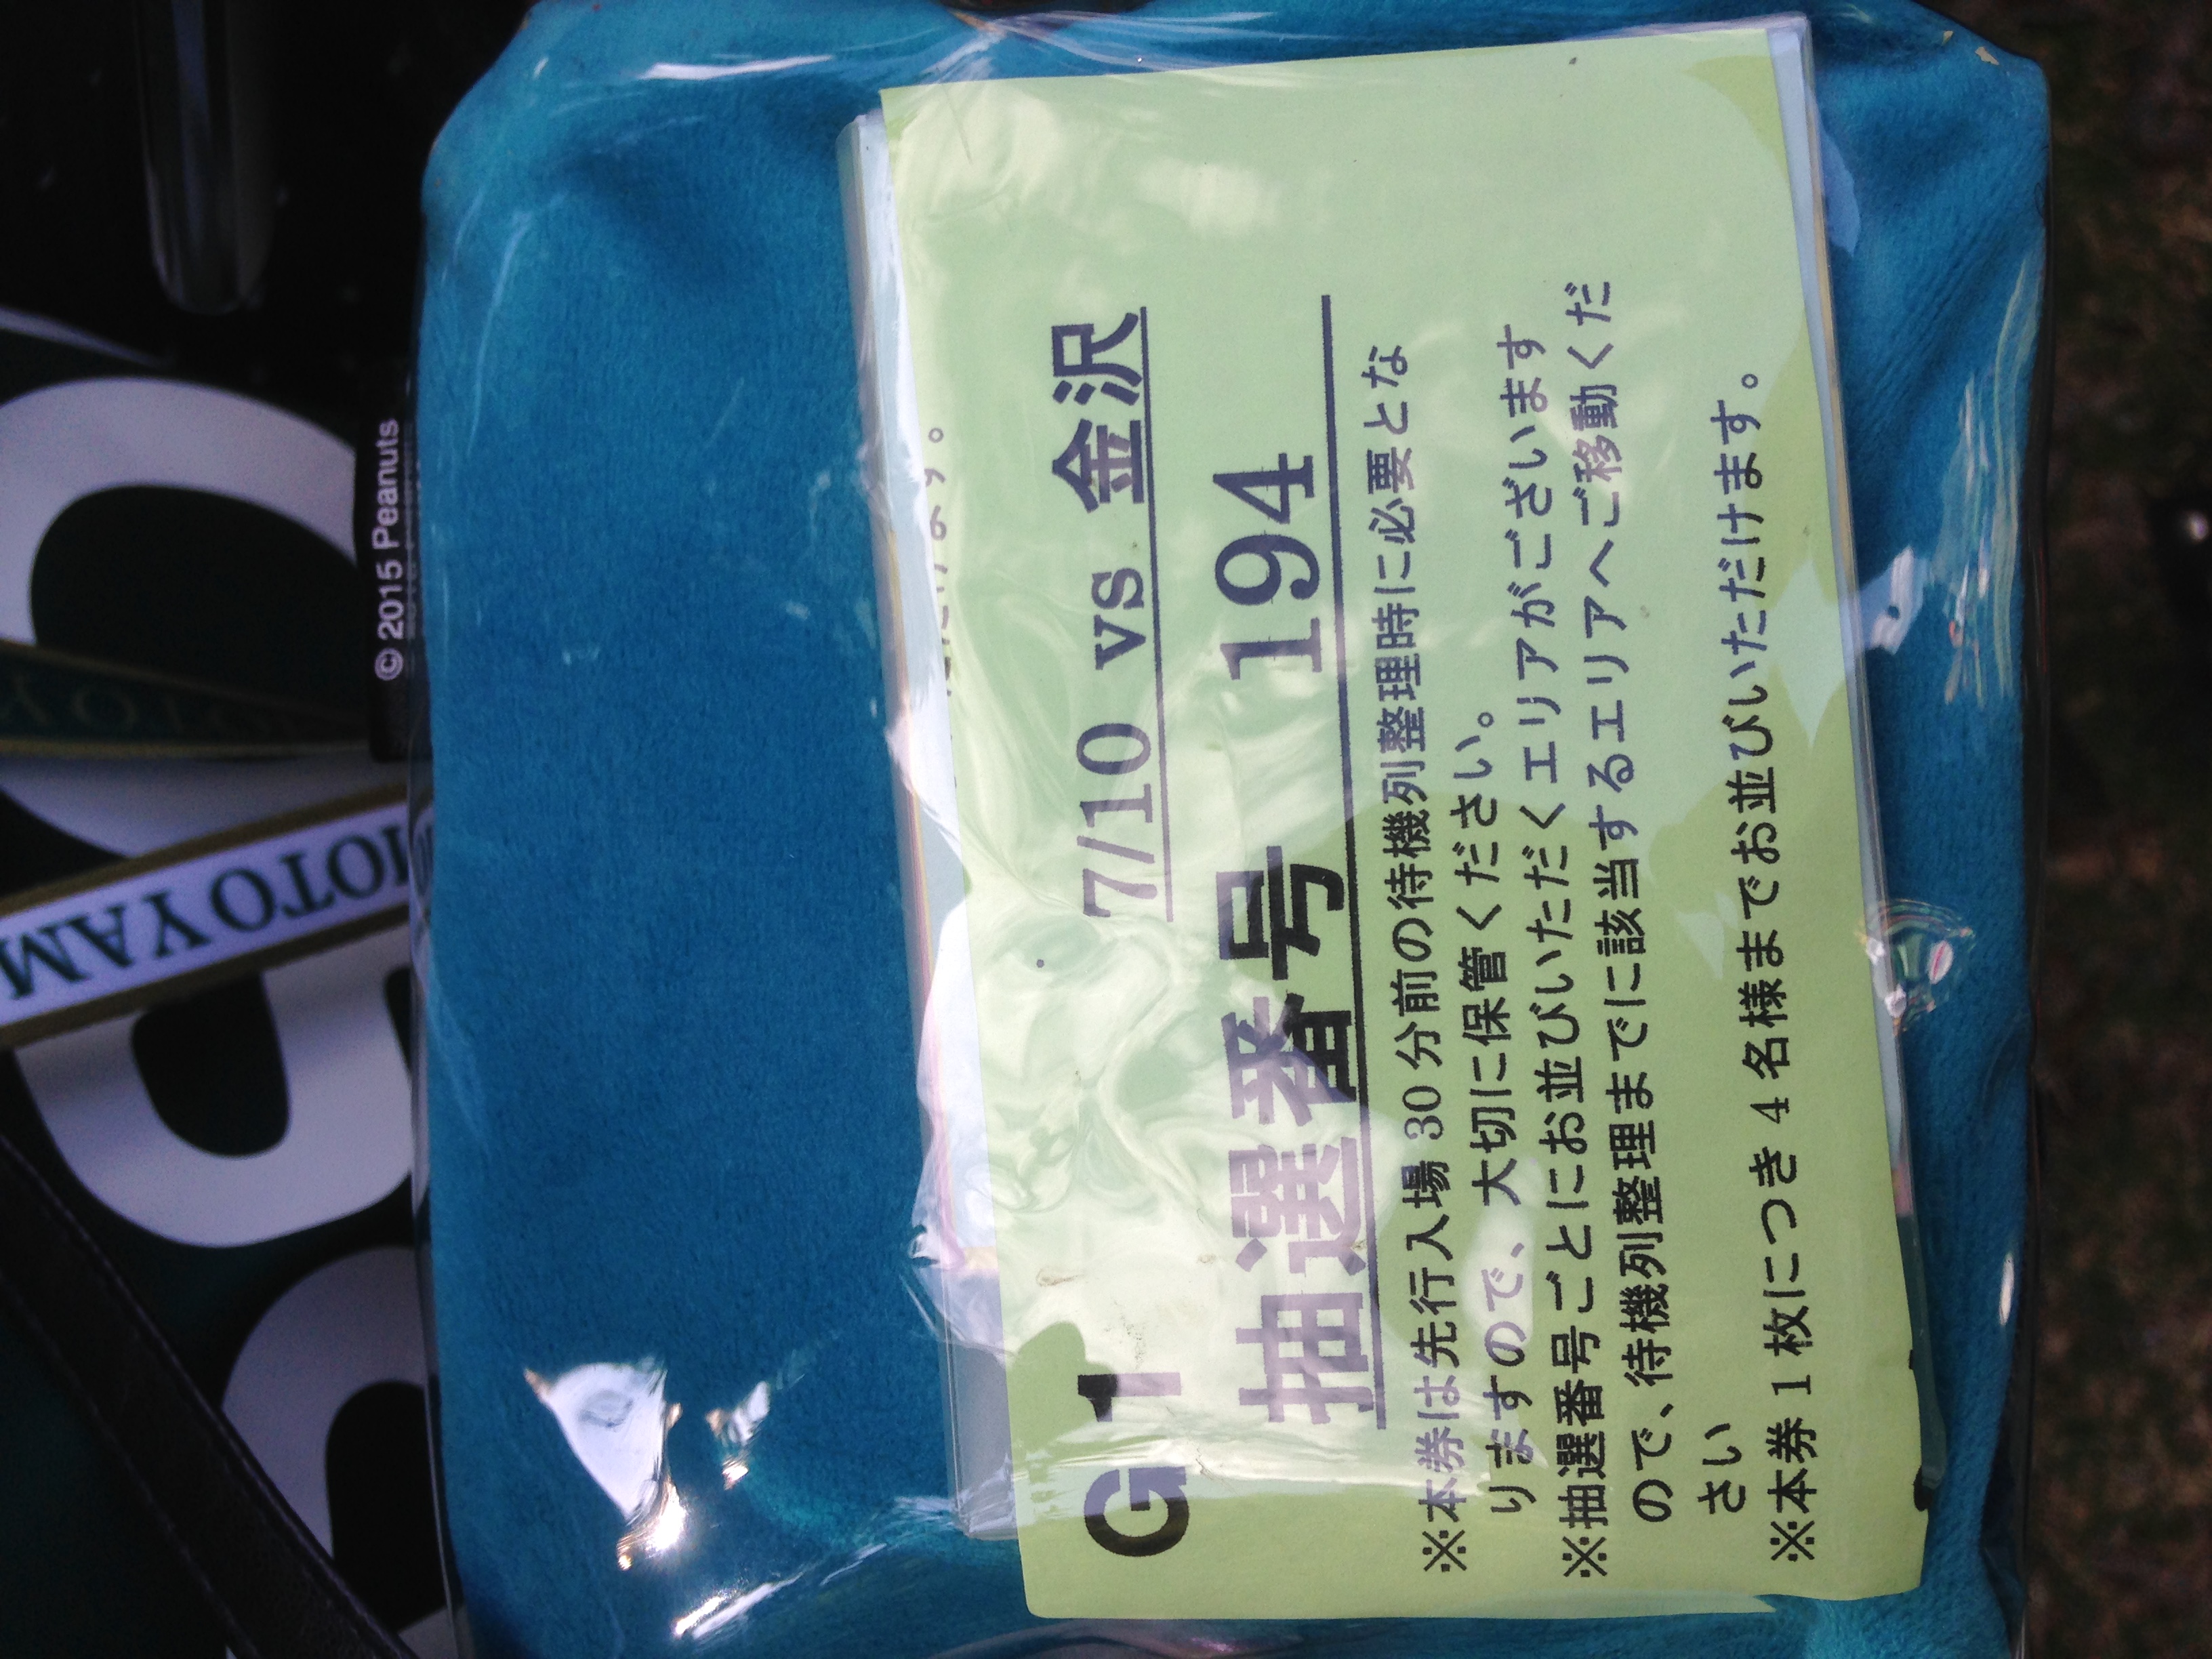 G 1
7/10 vs 金沢
抽選番号 194
※本券は先行入場30分前の待機列整理時に必要とな
りますので、大切に保管ください。
※抽選番号ごとにお並びいただくエリアがございます
ので、待機列整理までに該当するエリアへご移動くだ
さい
※本券1枚につき4名様までお並びいただけます。
© 2015 Peanuts
MOTO YAM